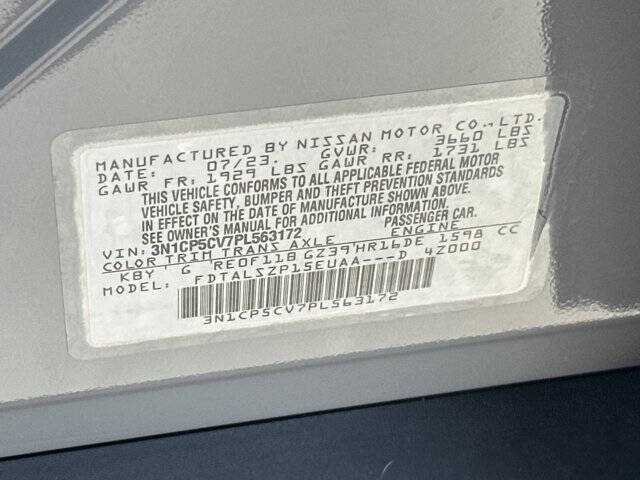 MANUFACTURED BY NISSAN MOTOR CO., LTD.
DATE: 07/23. GVWR: 3660 LBS
GAWR FR: 1929 LBS GAWR RR: 1731 LBS
THIS VEHICLE CONFORMS TO ALL APPLICABLE FEDERAL MOTOR
VEHICLE SAFETY, BUMPER AND THEFT PREVENTION STANDARDS
IN EFFECT ON THE DATE OF MANUFACTURE SHOWN ABOVE.
SEE OWNER'S MANUAL FOR ADDITIONAL INFORMATION.
VIN: 3N1CP5CV7PL563172 PASSENGER CAR.
COLOR TRIM TRANS AXLE ENGINE
KBY G RE0F11B GZ39 HR16DE 1598 CC
MODEL: FDTALSZP15EUAA---D 4Z000
3N1CP5CV7PL563172